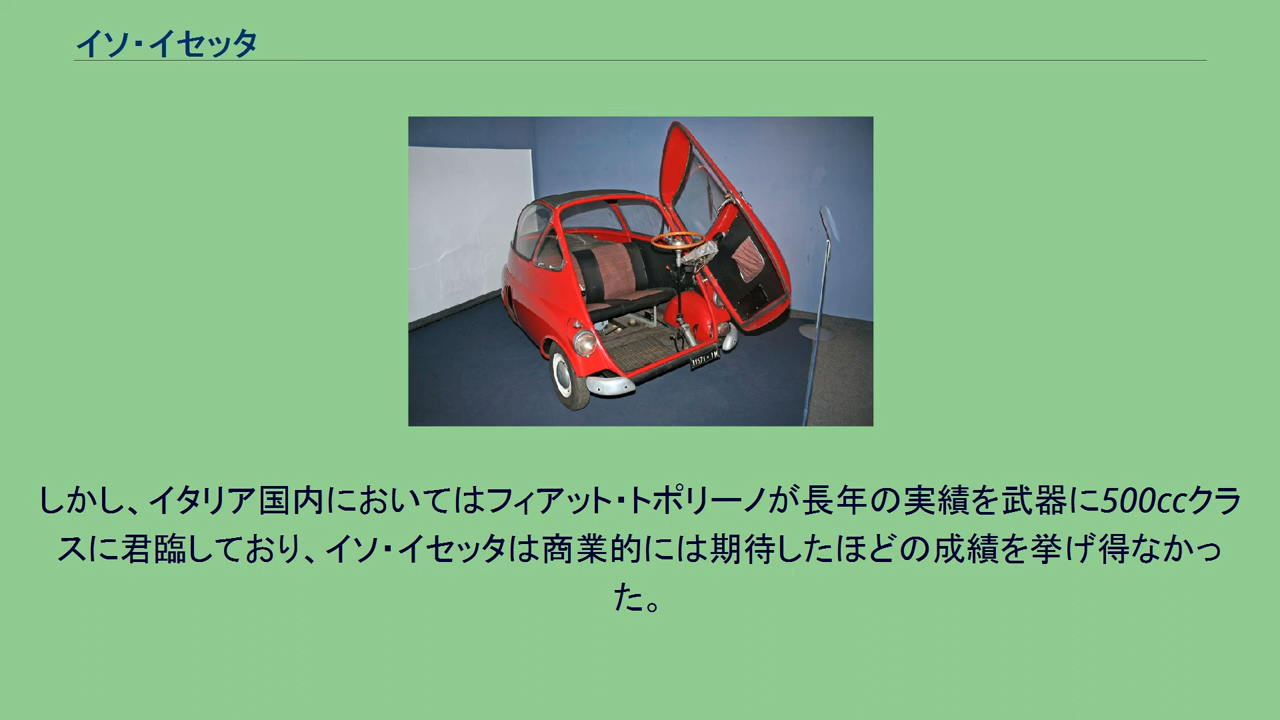 イソ・イセッタ
しかし、イタリア国内においてはフィアット・トポリーノが長年の実績を武器に500ccクラ
スに君臨しており、イソ・イセッタは商業的には期待したほどの成績を挙げ得なかっ
た。